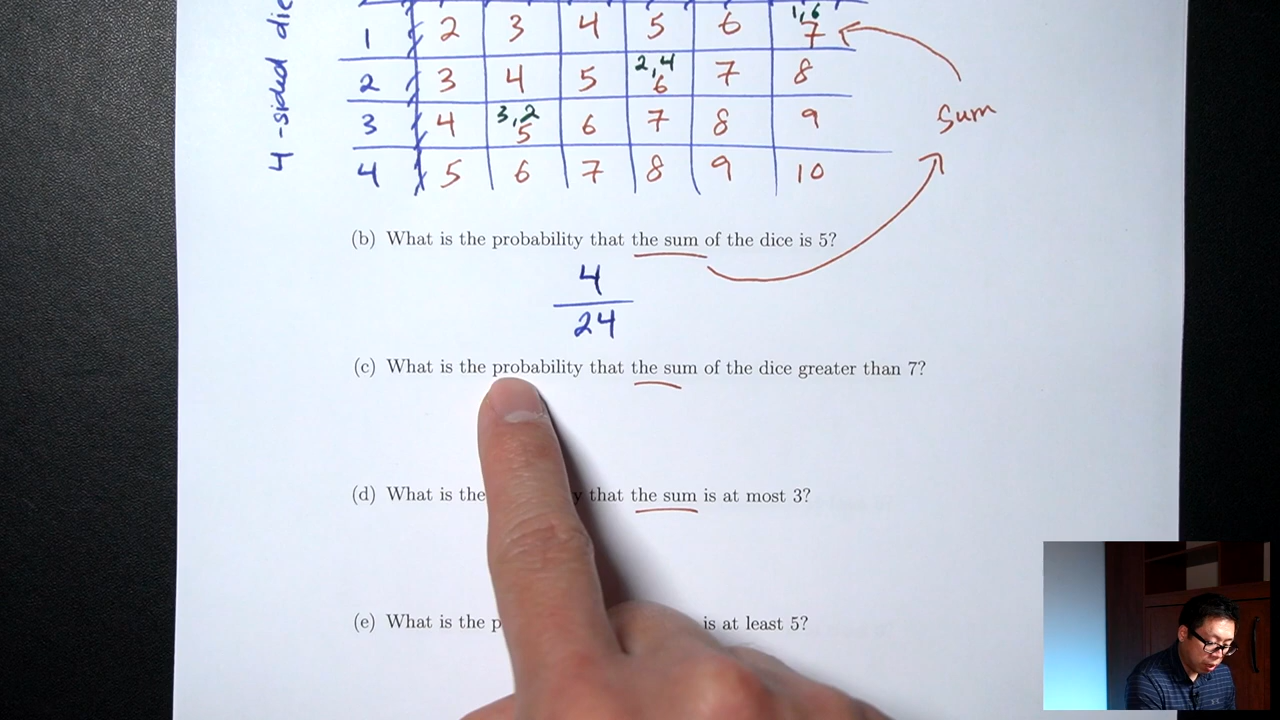 4-sided die
1 2 3 4 5 6 1,6 7
2 3 4 5 2,4 6 7 8
3 4 3,2 5 6 7 8 9
4 5 6 7 8 9 10
Sum
(b) What is the probability that the sum of the dice is 5?
4
24
(c) What is the probability that the sum of the dice greater than 7?
(d) What is the y that the sum is at most 3?
(e) What is the p is at least 5?